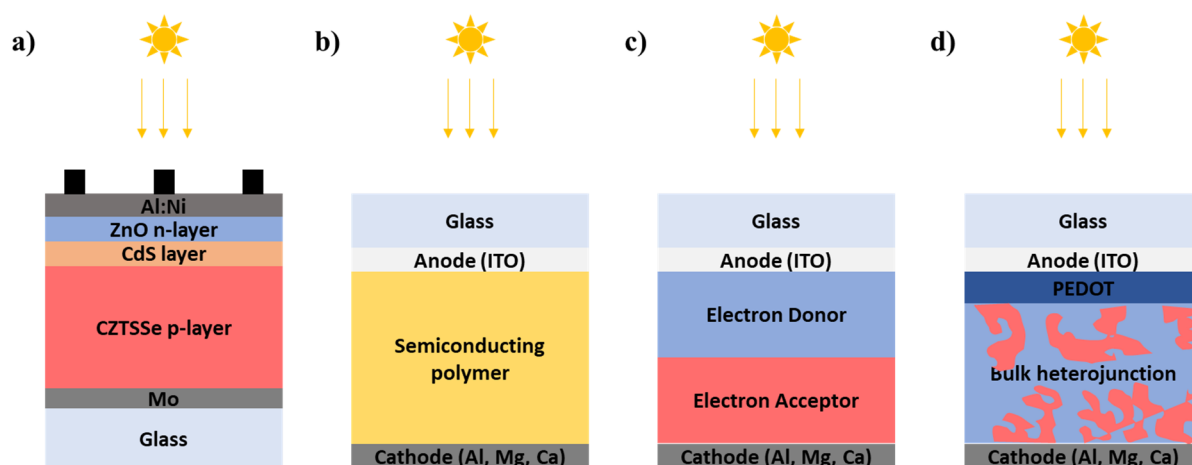 a)
Al:Ni
ZnO n-layer
CdS layer
CZTSSe p-layer
Mo
Glass
b)
Glass
Anode (ITO)
Semiconducting
polymer
Cathode (Al, Mg, Ca)
c)
Glass
Anode (ITO)
Electron Donor
Electron Acceptor
Cathode (Al, Mg, Ca)
d)
Glass
Anode (ITO)
PEDOT
Bulk heterojunction
Cathode (Al, Mg, Ca)